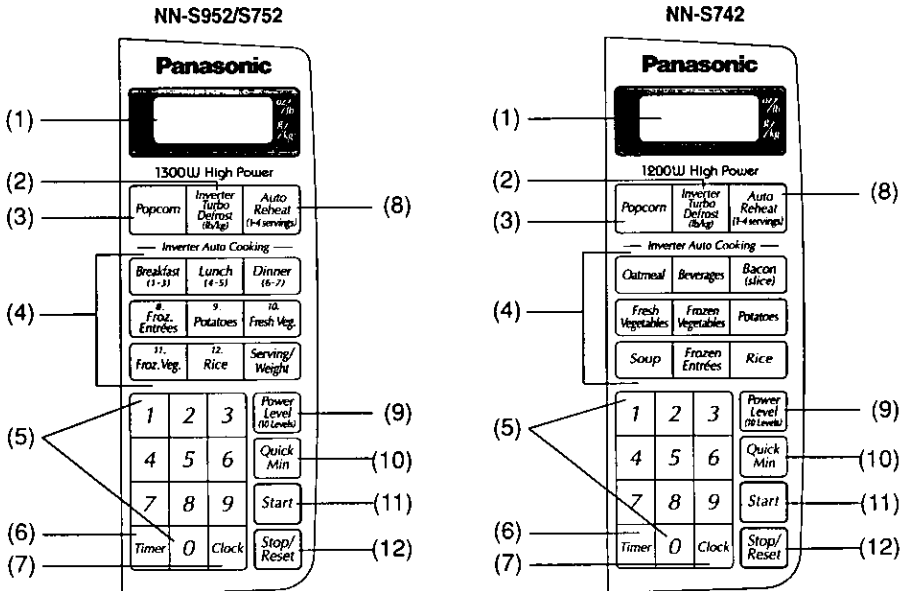 NN-S952/S752
Panasonic
oz/
/lb
g/
/kg
(1)
1300W High Power
(2)
(3)
Popcorn
Inverter
Turbo
Defrost
(lb/kg)
Auto
Reheat
(1-4 servings)
(8)
Inverter Auto Cooking
(4)
Breakfast
(1-3)
Lunch
(4-5)
Dinner
(6-7)
8.
Froz.
Entrées
9.
Potatoes
10.
Fresh Veg.
11.
Froz. Veg.
12.
Rice
Serving/
Weight
(5)
1 2 3
4 5 6
7 8 9
Timer 0 Clock
(6)
(7)
Power
Level
(10 Levels)
(9)
Quick
Min
(10)
Start
(11)
Stop/
Reset
(12)
NN-S742
Panasonic
oz/
/lb
g/
/kg
(1)
1200W High Power
(2)
(3)
Popcorn
Inverter
Turbo
Defrost
(lb/kg)
Auto
Reheat
(1-4 servings)
(8)
Inverter Auto Cooking
(4)
Oatmeal
Beverages
Bacon
(slice)
Fresh
Vegetables
Frozen
Vegetables
Potatoes
Soup
Frozen
Entrées
Rice
(5)
1 2 3
4 5 6
7 8 9
Timer 0 Clock
(6)
(7)
Power
Level
(10 Levels)
(9)
Quick
Min
(10)
Start
(11)
Stop/
Reset
(12)